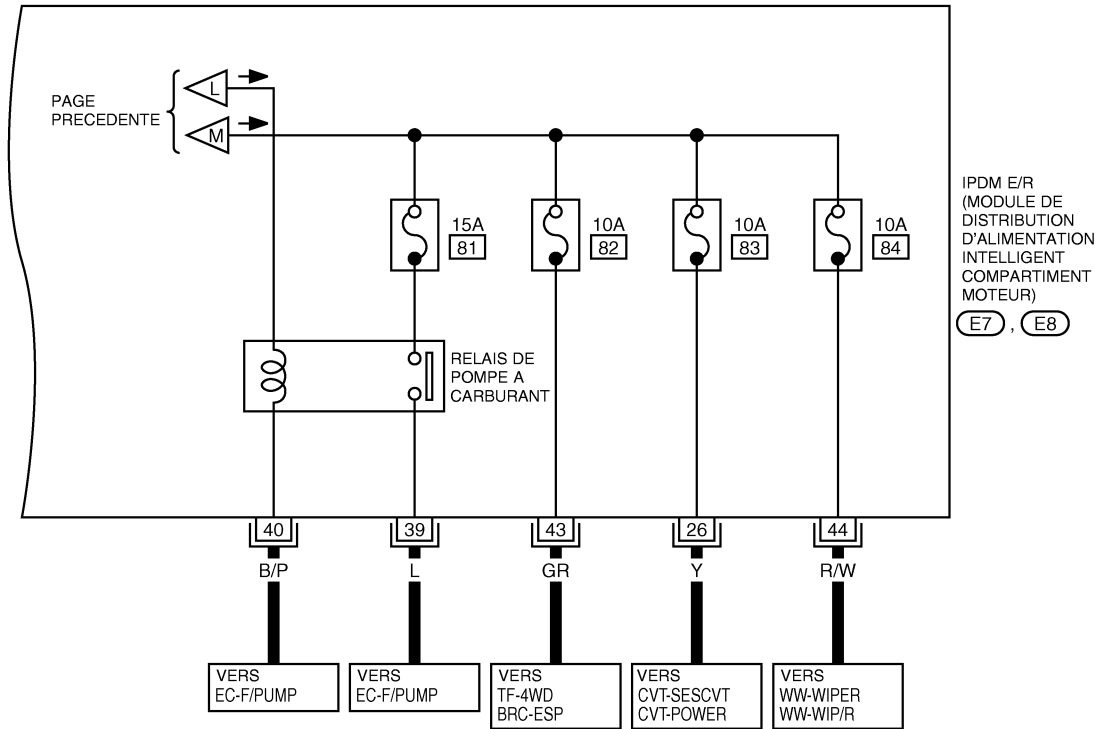 PAGE
PRECEDENTE
L
M
15A
81
10A
82
10A
83
10A
84
IPDM E/R
(MODULE DE
DISTRIBUTION
D'ALIMENTATION
INTELLIGENT
COMPARTIMENT
MOTEUR)
E7 , E8
RELAIS DE
POMPE A
CARBURANT
40
39
43
26
44
B/P
L
GR
Y
R/W
VERS
EC-F/PUMP
VERS
EC-F/PUMP
VERS
TF-4WD
BRC-ESP
VERS
CVT-SESCVT
CVT-POWER
VERS
WW-WIPER
WW-WIP/R